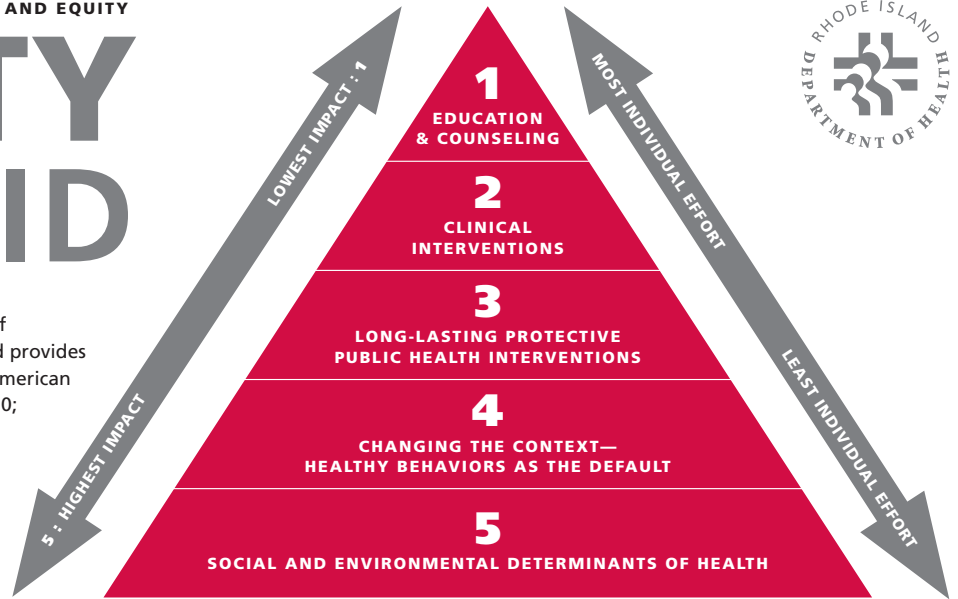 AND EQUITY
TY
ID
f
d provides
merican
0;
LOWEST IMPACT : 1
5 : HIGHEST IMPACT
1
EDUCATION
& COUNSELING
2
CLINICAL
INTERVENTIONS
3
LONG-LASTING PROTECTIVE
PUBLIC HEALTH INTERVENTIONS
4
CHANGING THE CONTEXT—
HEALTHY BEHAVIORS AS THE DEFAULT
5
SOCIAL AND ENVIRONMENTAL DETERMINANTS OF HEALTH
MOST INDIVIDUAL EFFORT
LEAST INDIVIDUAL EFFORT
RHODE ISLAND
DEPARTMENT OF HEALTH